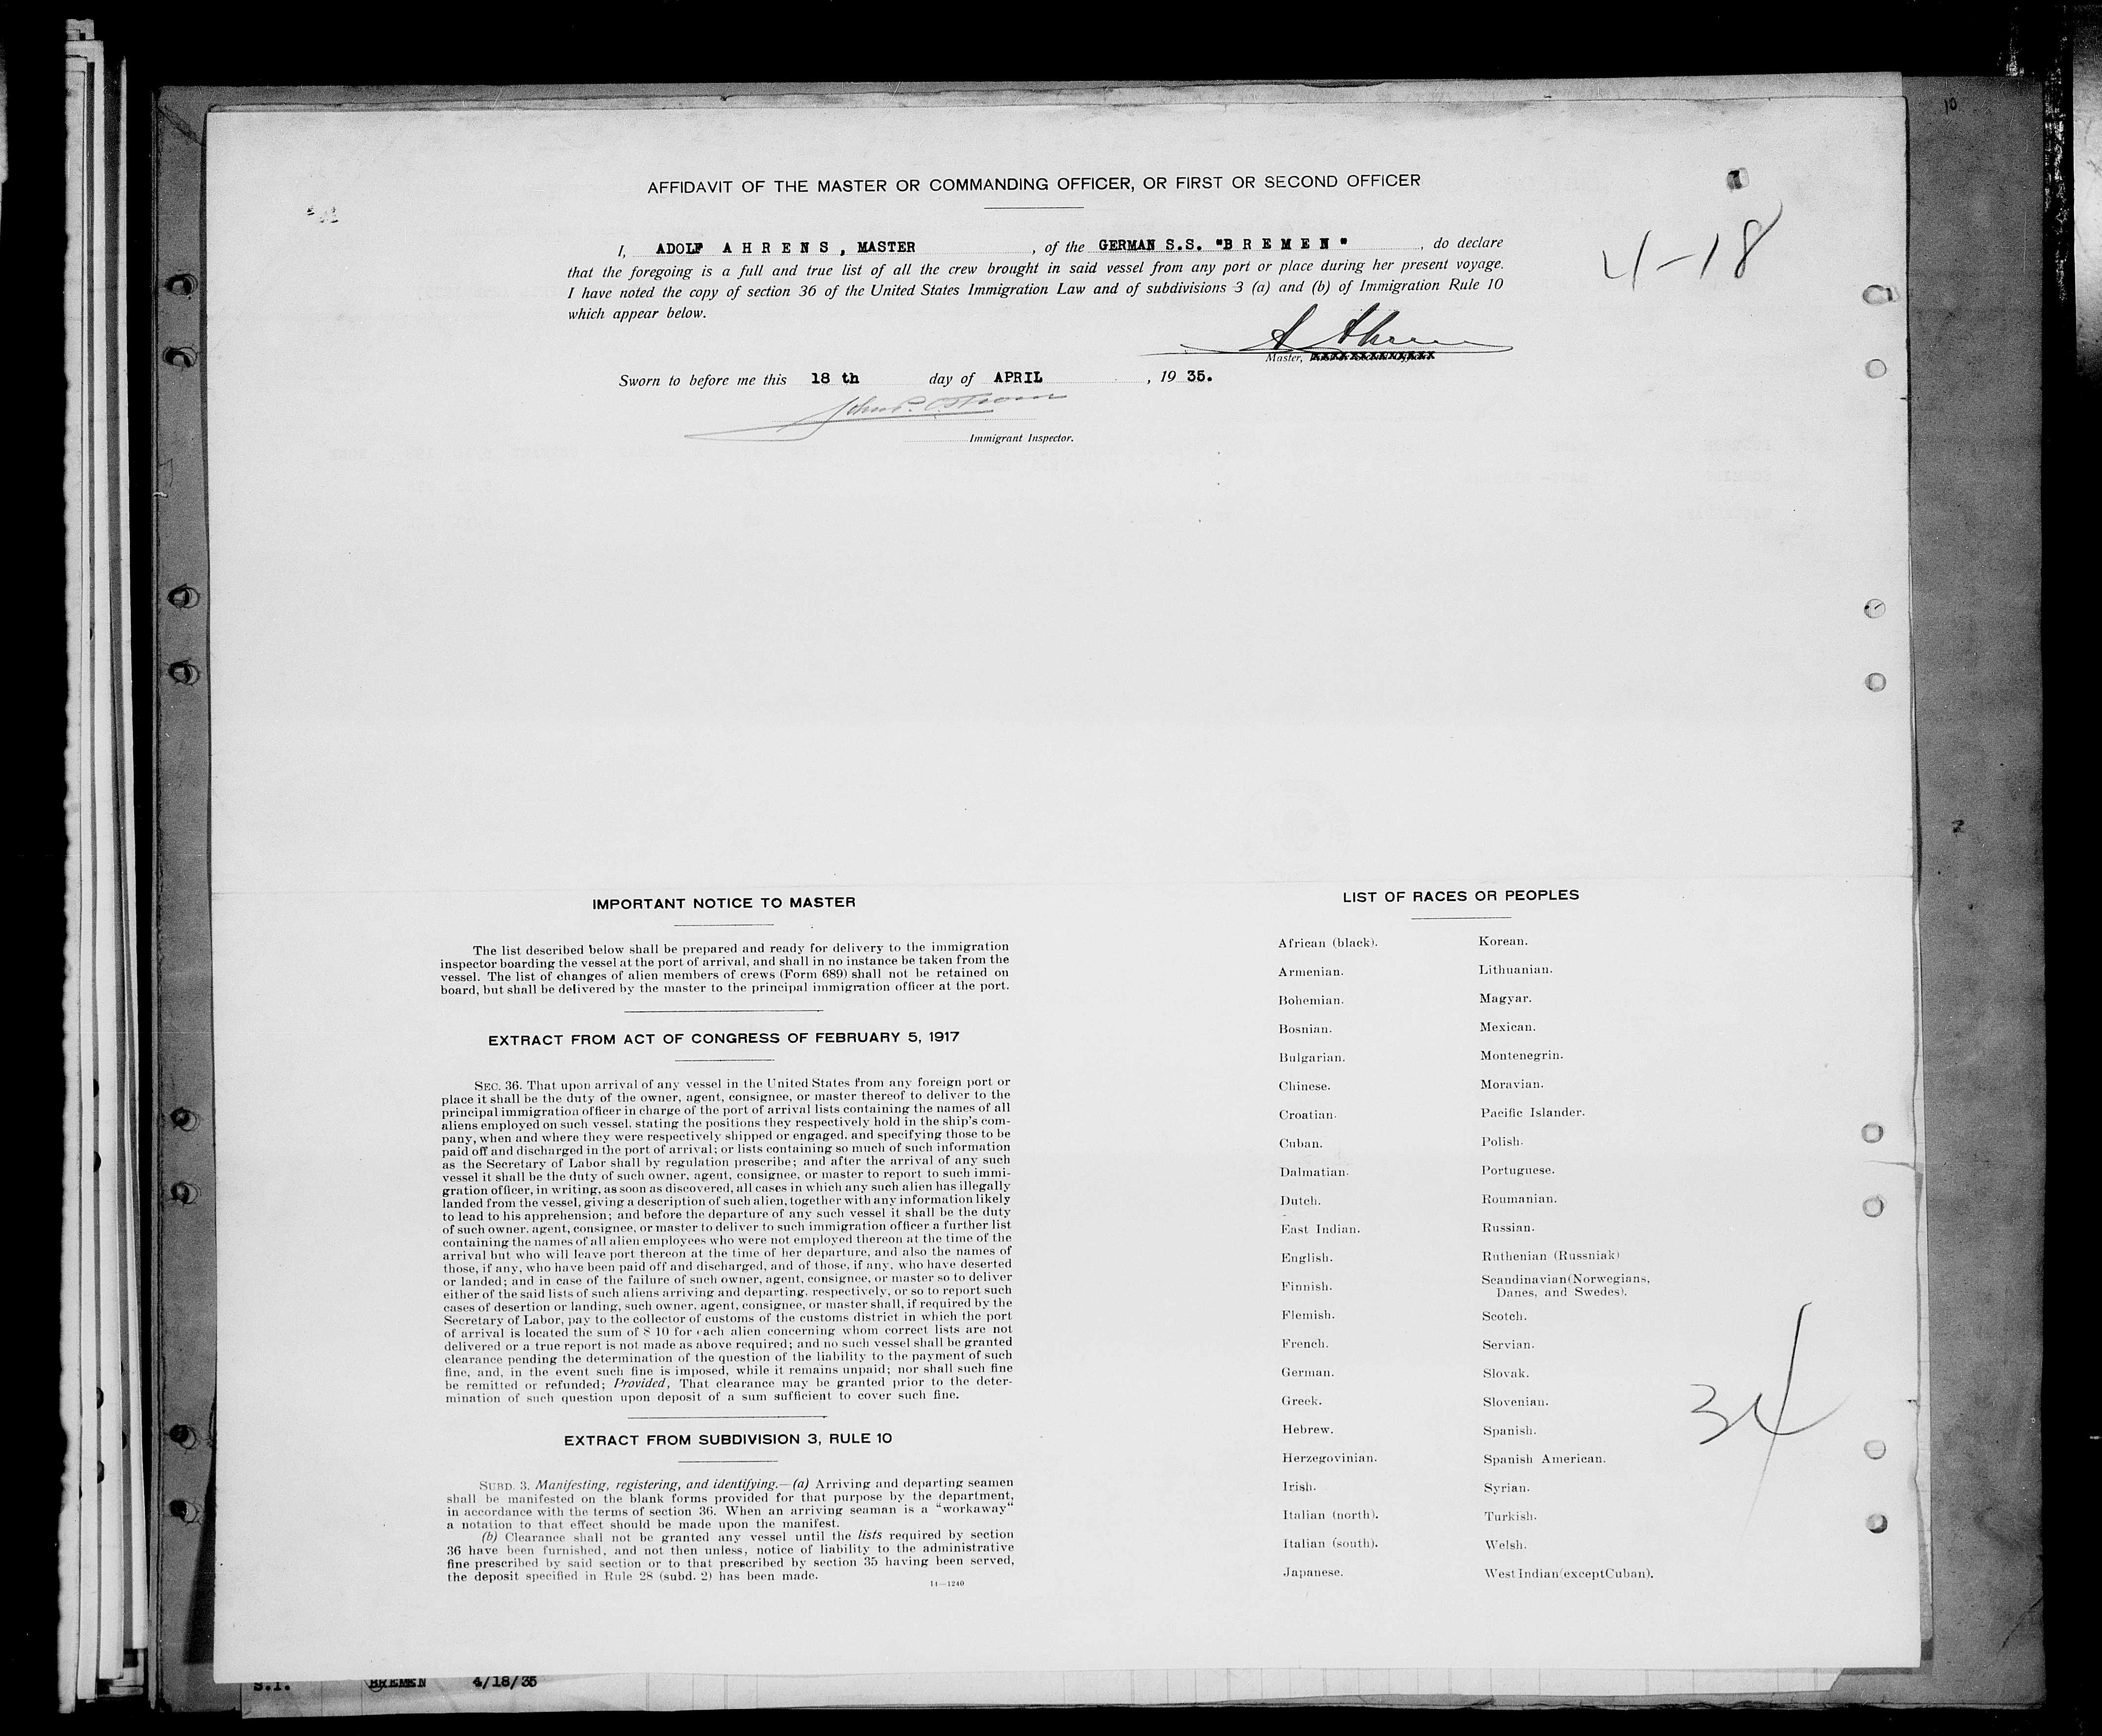 10
AFFIDAVIT OF THE MASTER OR COMMANDING OFFICER, OR FIRST OR SECOND OFFICER
4-18
I, ADOLF A H R E N S , MASTER , of the GERMAN S.S. "B R E M E N" , do declare
that the foregoing is a full and true list of all the crew brought in said vessel from any port or place during her present voyage.
I have noted the copy of section 36 of the United States Immigration Law and of subdivisions 3 (a) and (b) of Immigration Rule 10
which appear below.
A Ahrens
Master,
Sworn to before me this 18 th day of APRIL , 19 35.
Immigrant Inspector.
IMPORTANT NOTICE TO MASTER
The list described below shall be prepared and ready for delivery to the immigration
inspector boarding the vessel at the port of arrival, and shall in no instance be taken from the
vessel. The list of changes of alien members of crews (Form 689) shall not be retained on
board, but shall be delivered by the master to the principal immigration officer at the port.
EXTRACT FROM ACT OF CONGRESS OF FEBRUARY 5, 1917
SEC. 36. That upon arrival of any vessel in the United States from any foreign port or
place it shall be the duty of the owner, agent, consignee, or master thereof to deliver to the
principal immigration officer in charge of the port of arrival lists containing the names of all
aliens employed on such vessel. stating the positions they respectively hold in the ship's com-
pany, when and where they were respectively shipped or engaged. and specifying those to be
paid off and discharged in the port of arrival; or lists containing so much of such information
as the Secretary of Labor shall by regulation prescribe; and after the arrival of any such
vessel it shall be the duty of such owner, agent, consignee, or master to report to such immi-
gration officer, in writing, as soon as discovered, all cases in which any such alien has illegally
landed from the vessel, giving a description of such alien, together with any information likely
to lead to his apprehension; and before the departure of any such vessel it shall be the duty
of such owner. agent, consignee, or master to deliver to such immigration officer a further list
containing the names of all alien employees who were not employed thereon at the time of the
arrival but who will leave port thereon at the time of her departure, and also the names of
those, if any, who have been paid off and discharged, and of those, if any, who have deserted
or landed; and in case of the failure of such owner, agent, consignee, or master so to deliver
either of the said lists of such aliens arriving and departing. respectively, or so to report such
cases of desertion or landing, such owner. agent, consignee, or master shall, if required by the
Secretary of Labor, pay to the collector of customs of the customs district in which the port
of arrival is located the sum of $ 10 for each alien concerning whom correct lists are not
delivered or a true report is not made as above required; and no such vessel shall be granted
clearance pending the determination of the question of the liability to the payment of such
fine, and, in the event such fine is imposed, while it remains unpaid; nor shall such fine
be remitted or refunded; Provided, That clearance may be granted prior to the deter-
mination of such question upon deposit of a sum sufficient to cover such fine.
EXTRACT FROM SUBDIVISION 3, RULE 10
SUBD. 3. Manifesting, registering, and identifying.—(a) Arriving and departing seamen
shall be manifested on the blank forms provided for that purpose by the department,
in accordance with the terms of section 36. When an arriving seaman is a "workaway"
a notation to that effect should be made upon the manifest.
(b) Clearance shall not be granted any vessel until the lists required by section
36 have been furnished, and not then unless, notice of liability to the administrative
fine prescribed by said section or to that prescribed by section 35 having been served,
the deposit specified in Rule 28 (subd. 2) has been made.
14—1240
LIST OF RACES OR PEOPLES
African (black). Korean.
Armenian. Lithuanian.
Bohemian. Magyar.
Bosnian. Mexican.
Bulgarian. Montenegrin.
Chinese. Moravian.
Croatian. Pacific Islander.
Cuban. Polish.
Dalmatian. Portuguese.
Dutch. Roumanian.
East Indian. Russian.
English. Ruthenian (Russniak)
Finnish. Scandinavian(Norwegians,
Danes, and Swedes).
Flemish. Scotch.
French. Servian.
German. Slovak.
Greek. Slovenian.
Hebrew. Spanish.
Herzegovinian. Spanish American.
Irish. Syrian.
Italian (north). Turkish.
Italian (south). Welsh.
Japanese. West Indian(exceptCuban).
34
S.I. BREMEN 4/18/35